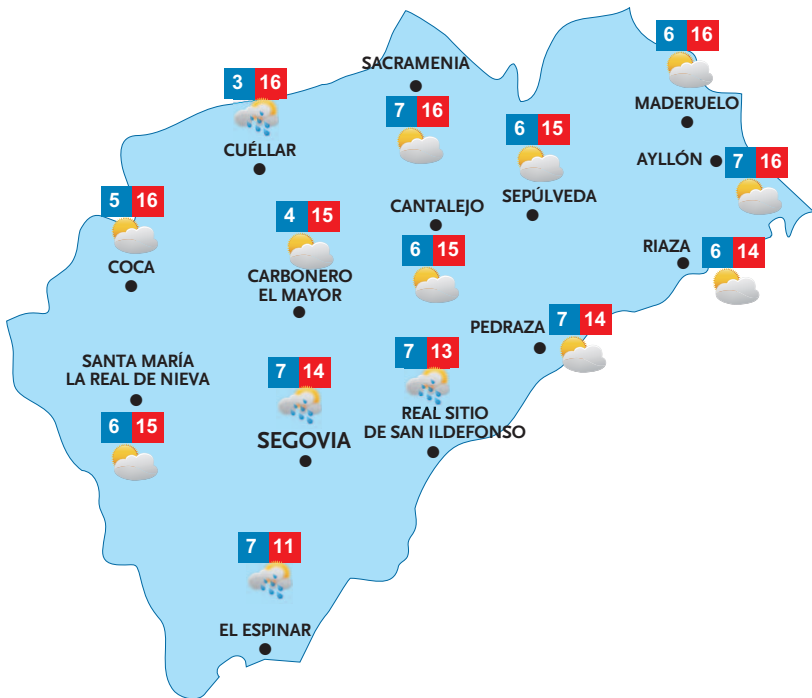 6 16
MADERUELO
SACRAMENIA
7 16
3 16
CUÉLLAR
6 15
SEPÚLVEDA
AYLLÓN
7 16
5 16
COCA
4 15
CARBONERO
EL MAYOR
CANTALEJO
6 15
RIAZA
6 14
PEDRAZA
7 14
SANTA MARÍA
LA REAL DE NIEVA
6 15
7 14
SEGOVIA
7 13
REAL SITIO
DE SAN ILDEFONSO
7 11
EL ESPINAR